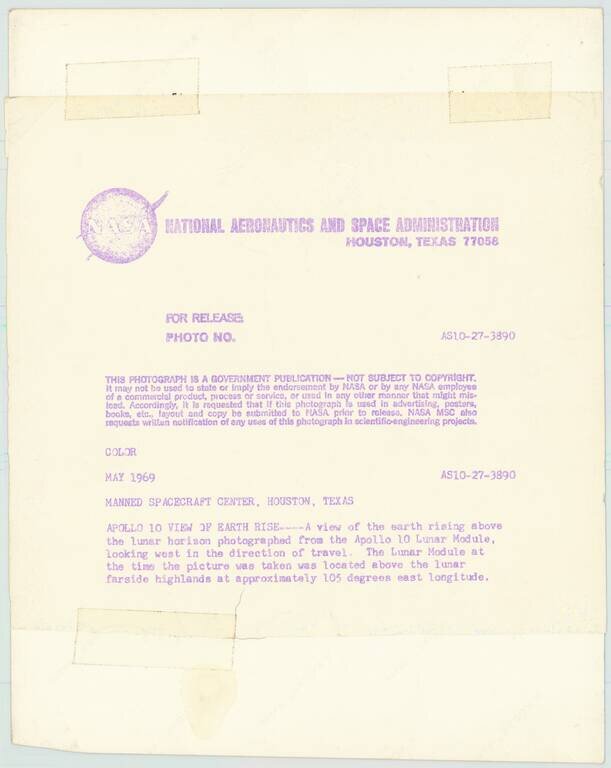 NASA
NATIONAL AERONAUTICS AND SPACE ADMINISTRATION
HOUSTON, TEXAS 77058
FOR RELEASE:
PHOTO NO. AS10-27-3890
THIS PHOTOGRAPH IS A GOVERNMENT PUBLICATION — NOT SUBJECT TO COPYRIGHT.
It may not be used to state or imply the endorsement by NASA or by any NASA employee
of a commercial product, process or service, or used in any other manner that might mis-
lead. Accordingly, it is requested that if this photograph is used in advertising, posters,
books, etc., layout and copy be submitted to NASA prior to release. NASA MSC also
requests written notification of any uses of this photograph in scientific-engineering projects.
COLOR
MAY 1969 AS10-27-3890
MANNED SPACECRAFT CENTER, HOUSTON, TEXAS
APOLLO 10 VIEW OF EARTH RISE----A view of the earth rising above
the lunar horison photographed from the Apollo 10 Lunar Module,
looking west in the direction of travel. The Lunar Module at
the time the picture was taken was located above the lunar
farside highlands at approximately 105 degrees east longitude.